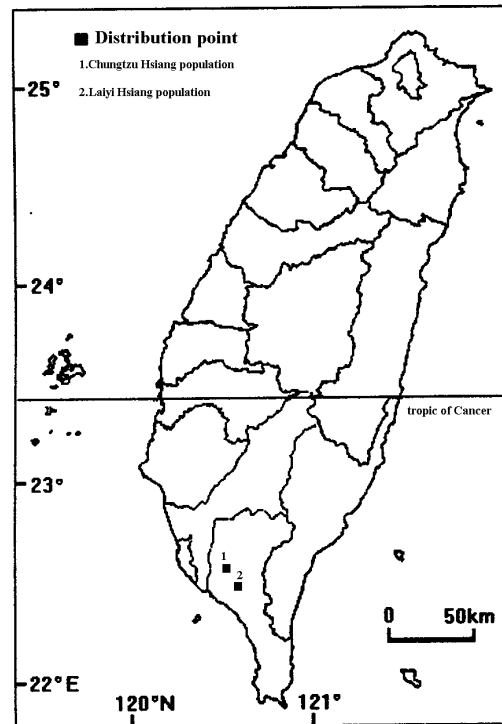 ■ Distribution point
1.Chungtzu Hsiang population
2.Laiyi Hsiang population
25°
24°
tropic of Cancer
23°
1
2
0 50km
22°E
120°N 121°